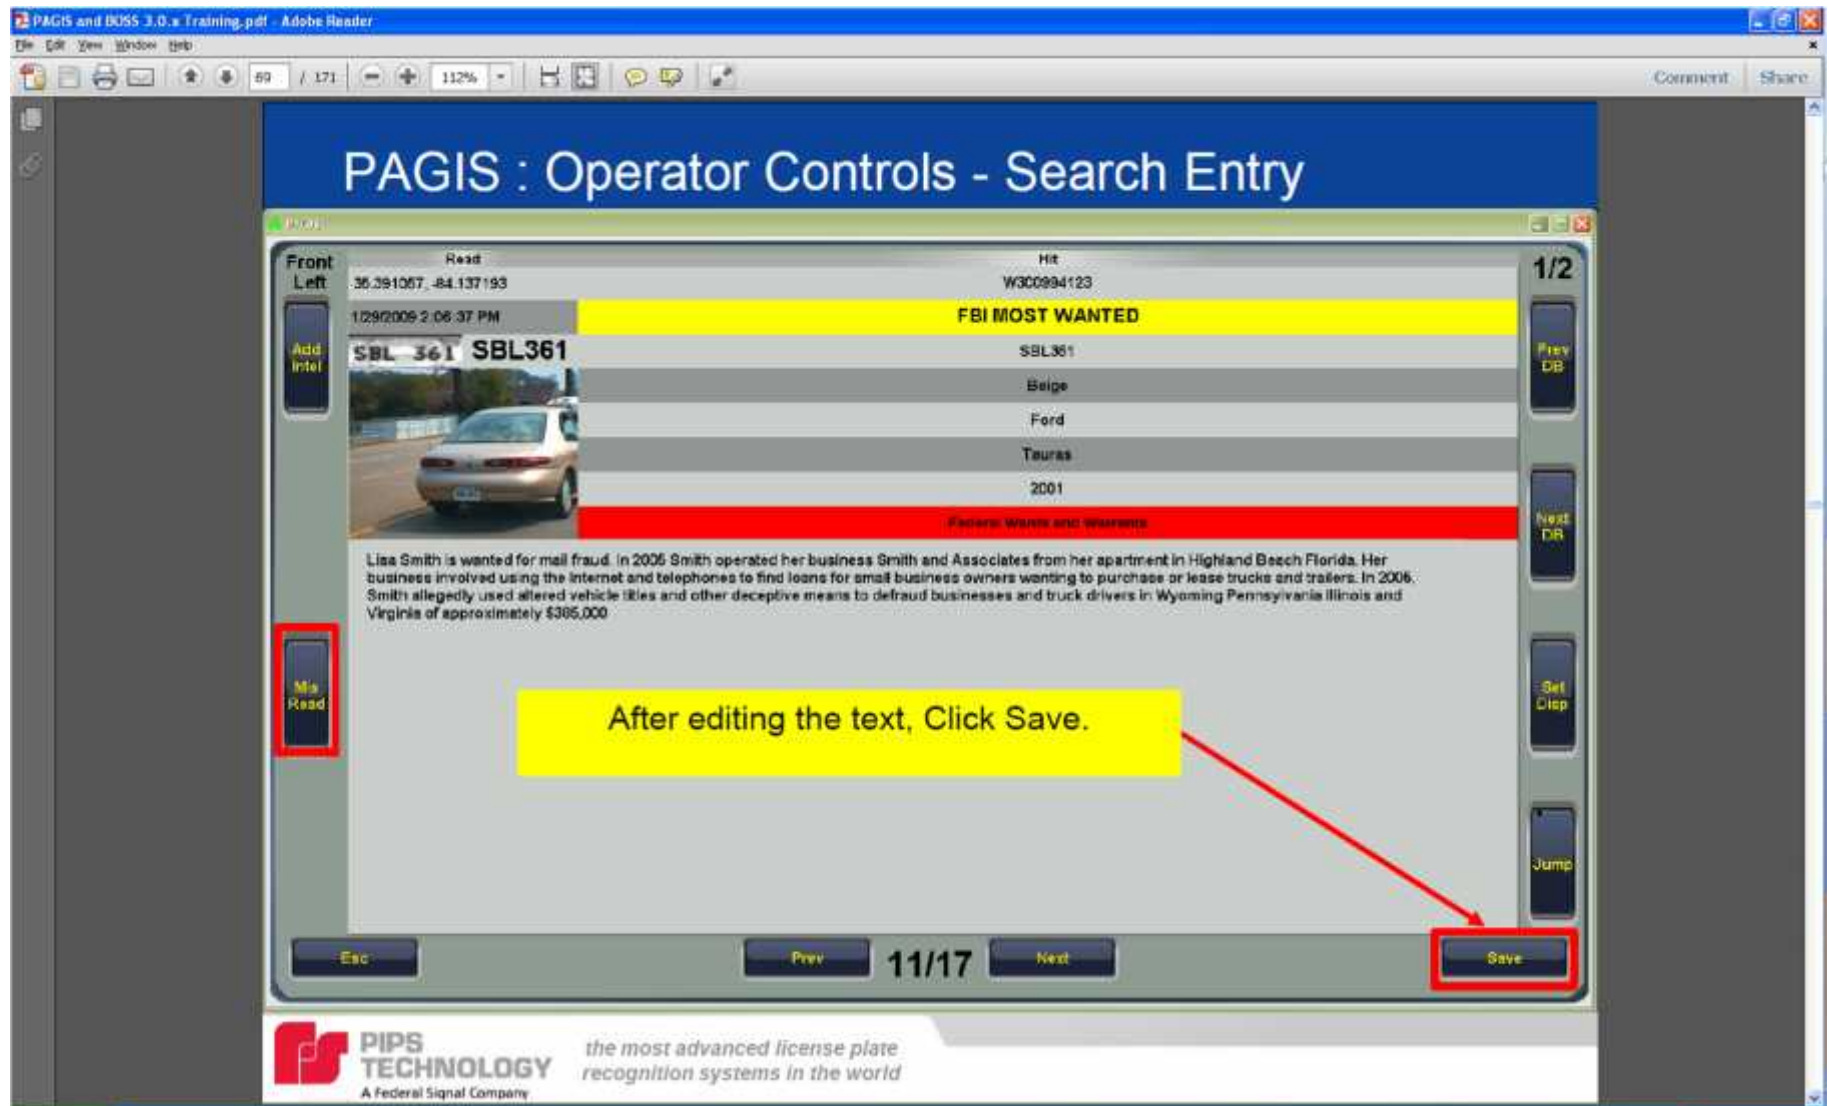 PAGIS and BOSS 3.0.x Training.pdf - Adobe Reader
File Edit View Window Help
69 / 171 112% Comment Share
PAGIS : Operator Controls - Search Entry
Front Left
Read
Hit
1/2
36.391057, -84.137193
W300994123
1/29/2009 2:06:37 PM
FBI MOST WANTED
Add Intel
SBL 361 SBL361
SBL361
Prev DB
Beige
Ford
Tauras
2001
Federal Wants and Warrants
Next DB
Lisa Smith is wanted for mail fraud. In 2005 Smith operated her business Smith and Associates from her apartment in Highland Beach Florida. Her
business involved using the Internet and telephones to find loans for small business owners wanting to purchase or lease trucks and trailers. In 2006,
Smith allegedly used altered vehicle titles and other deceptive means to defraud businesses and truck drivers in Wyoming Pennsylvania Illinois and
Virginia of approximately $385,000
Mis Read
After editing the text, Click Save.
Set Disp
Jump
Esc
Prev
11/17
Next
Save
PIPS
TECHNOLOGY
A Federal Signal Company
the most advanced license plate
recognition systems in the world